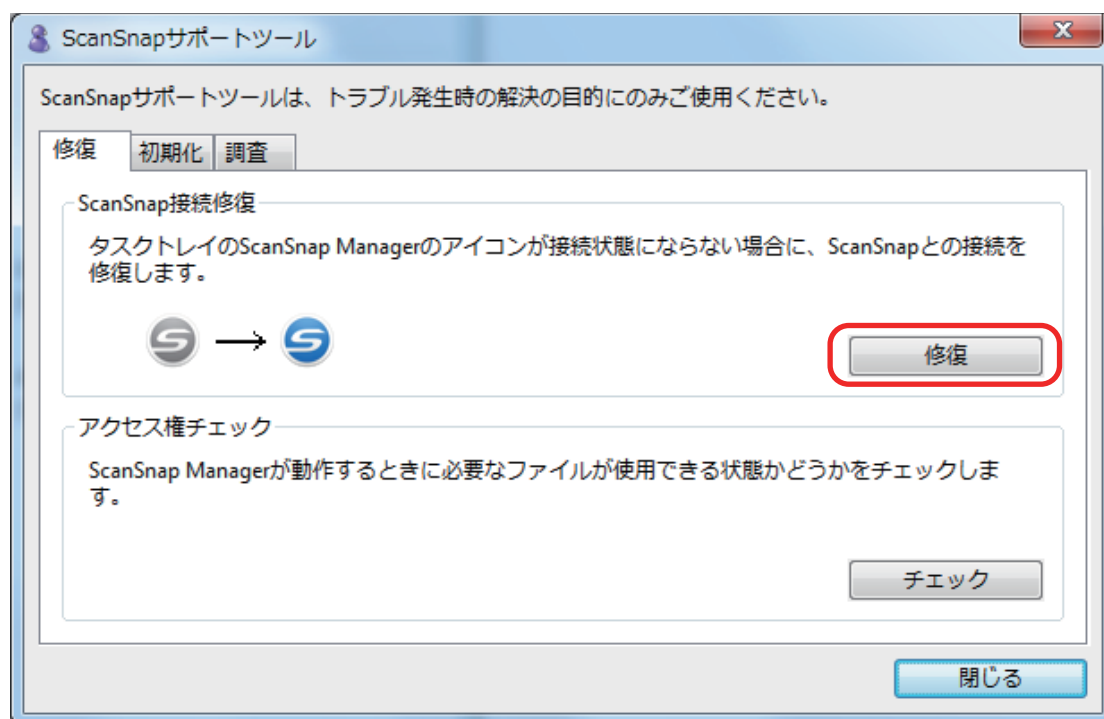 ScanSnapサポートツール
ScanSnapサポートツールは、トラブル発生時の解決の目的にのみご使用ください。
修復 初期化 調査
ScanSnap接続修復
タスクトレイのScanSnap Managerのアイコンが接続状態にならない場合に、ScanSnapとの接続を
修復します。
修復
アクセス権チェック
ScanSnap Managerが動作するときに必要なファイルが使用できる状態かどうかをチェックしま
す。
チェック
閉じる